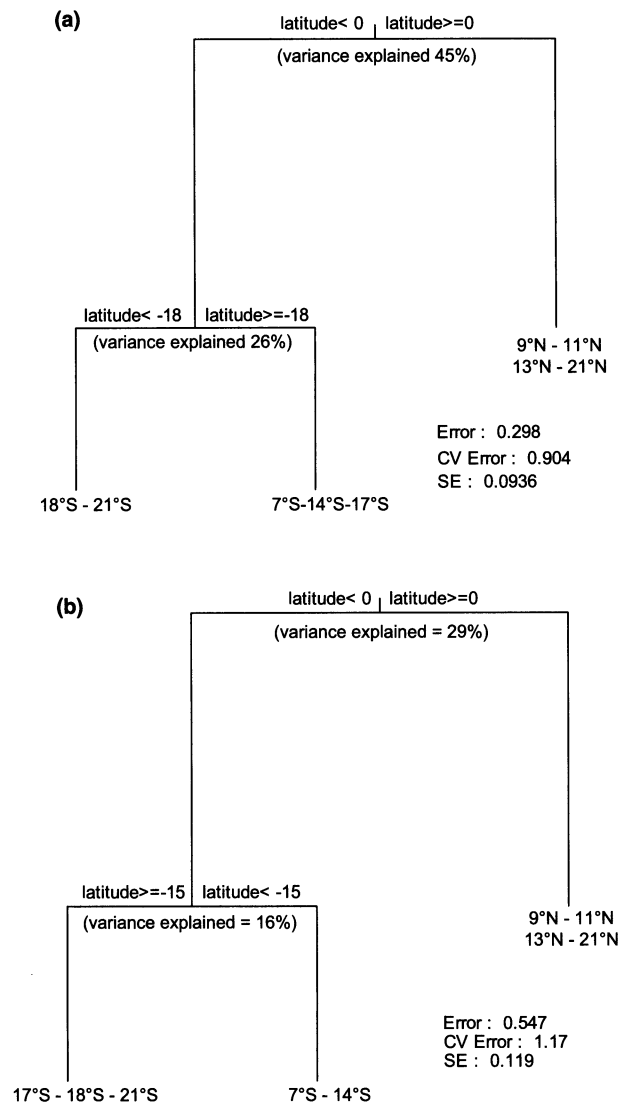 (a)
latitude< 0 latitude>=0
(variance explained 45%)
latitude< -18 latitude>=-18
(variance explained 26%)
9°N - 11°N
13°N - 21°N
Error : 0.298
CV Error : 0.904
SE : 0.0936
18°S - 21°S 7°S-14°S-17°S
(b)
latitude< 0 latitude>=0
(variance explained = 29%)
latitude>=-15 latitude< -15
(variance explained = 16%)
9°N - 11°N
13°N - 21°N
Error : 0.547
CV Error : 1.17
SE : 0.119
17°S - 18°S - 21°S 7°S - 14°S